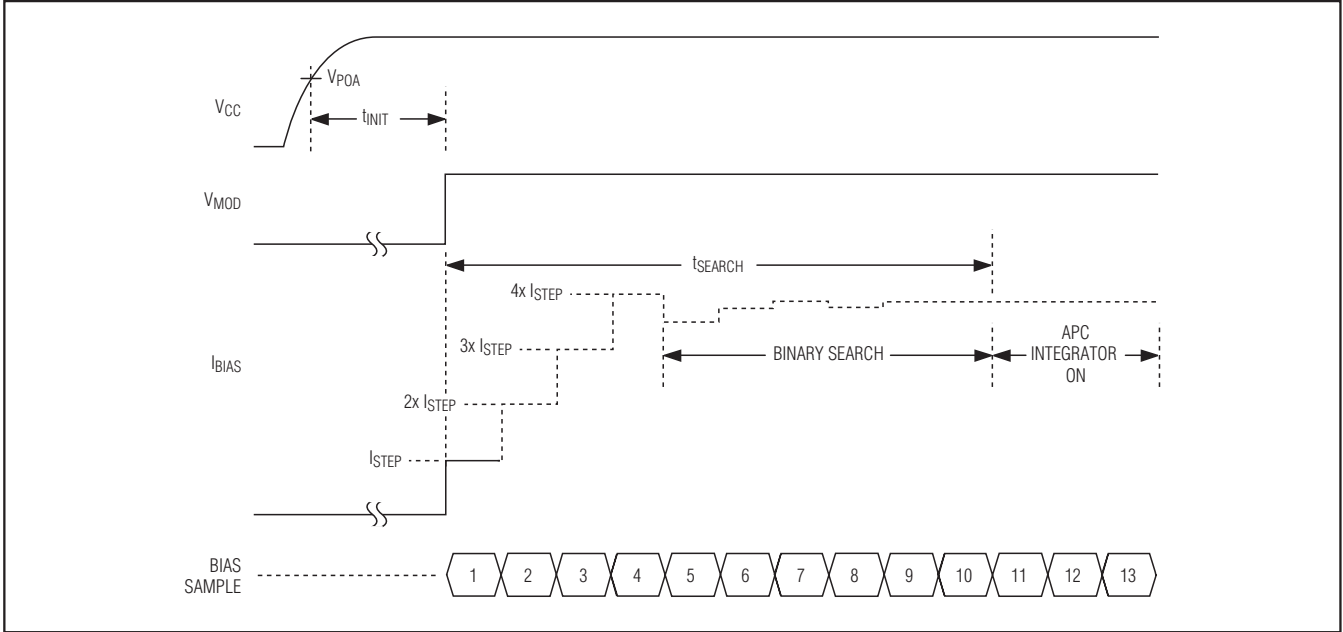 VPOA
VCC
tINIT
VMOD
tSEARCH
4x ISTEP
3x ISTEP
BINARY SEARCH
APC
INTEGRATOR
ON
IBIAS
2x ISTEP
ISTEP
BIAS
SAMPLE
1 2 3 4 5 6 7 8 9 10 11 12 13